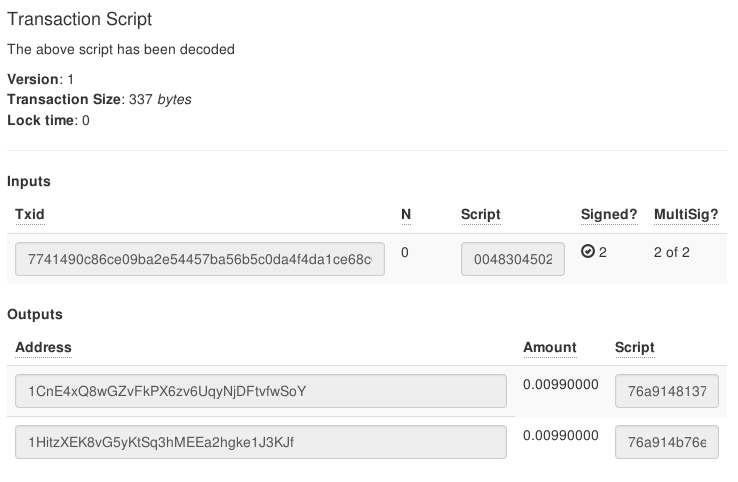 Transaction Script
The above script has been decoded
Version: 1
Transaction Size: 337 bytes
Lock time: 0
Inputs
Txid N Script Signed? MultiSig?
7741490c86ce09ba2e54457ba56b5c0da4f4da1ce68c 0 0048304502 2 2 of 2
Outputs
Address Amount Script
1CnE4xQ8wGZvFkPX6zv6UqyNjDFtvfwSoY 0.00990000 76a9148137
1HitzXEK8vG5yKtSq3hMEEa2hgke1J3KJf 0.00990000 76a914b76e